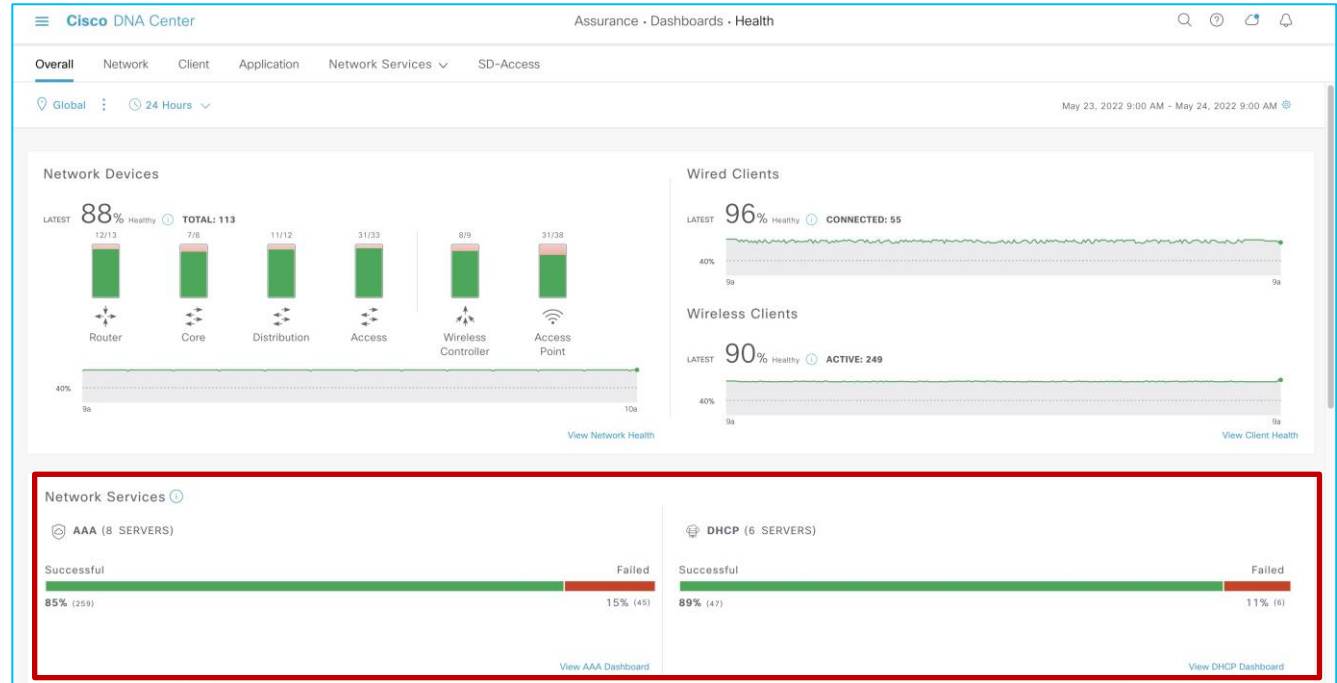 Cisco DNA Center
Assurance · Dashboards · Health
Overall Network Client Application Network Services SD-Access
Global 24 Hours
May 23, 2022 9:00 AM - May 24, 2022 9:00 AM
Network Devices
LATEST 88% Healthy TOTAL: 113
12/13 7/8 11/12 31/33 8/9 31/38
Router Core Distribution Access Wireless Controller Access Point
40%
9a 10a
View Network Health
Wired Clients
LATEST 96% Healthy CONNECTED: 55
40%
9a 9a
Wireless Clients
LATEST 90% Healthy ACTIVE: 249
40%
9a 9a
View Client Health
Network Services
AAA (8 SERVERS)
Successful Failed
85% (259) 15% (45)
View AAA Dashboard
DHCP (6 SERVERS)
Successful Failed
89% (47) 11% (6)
View DHCP Dashboard